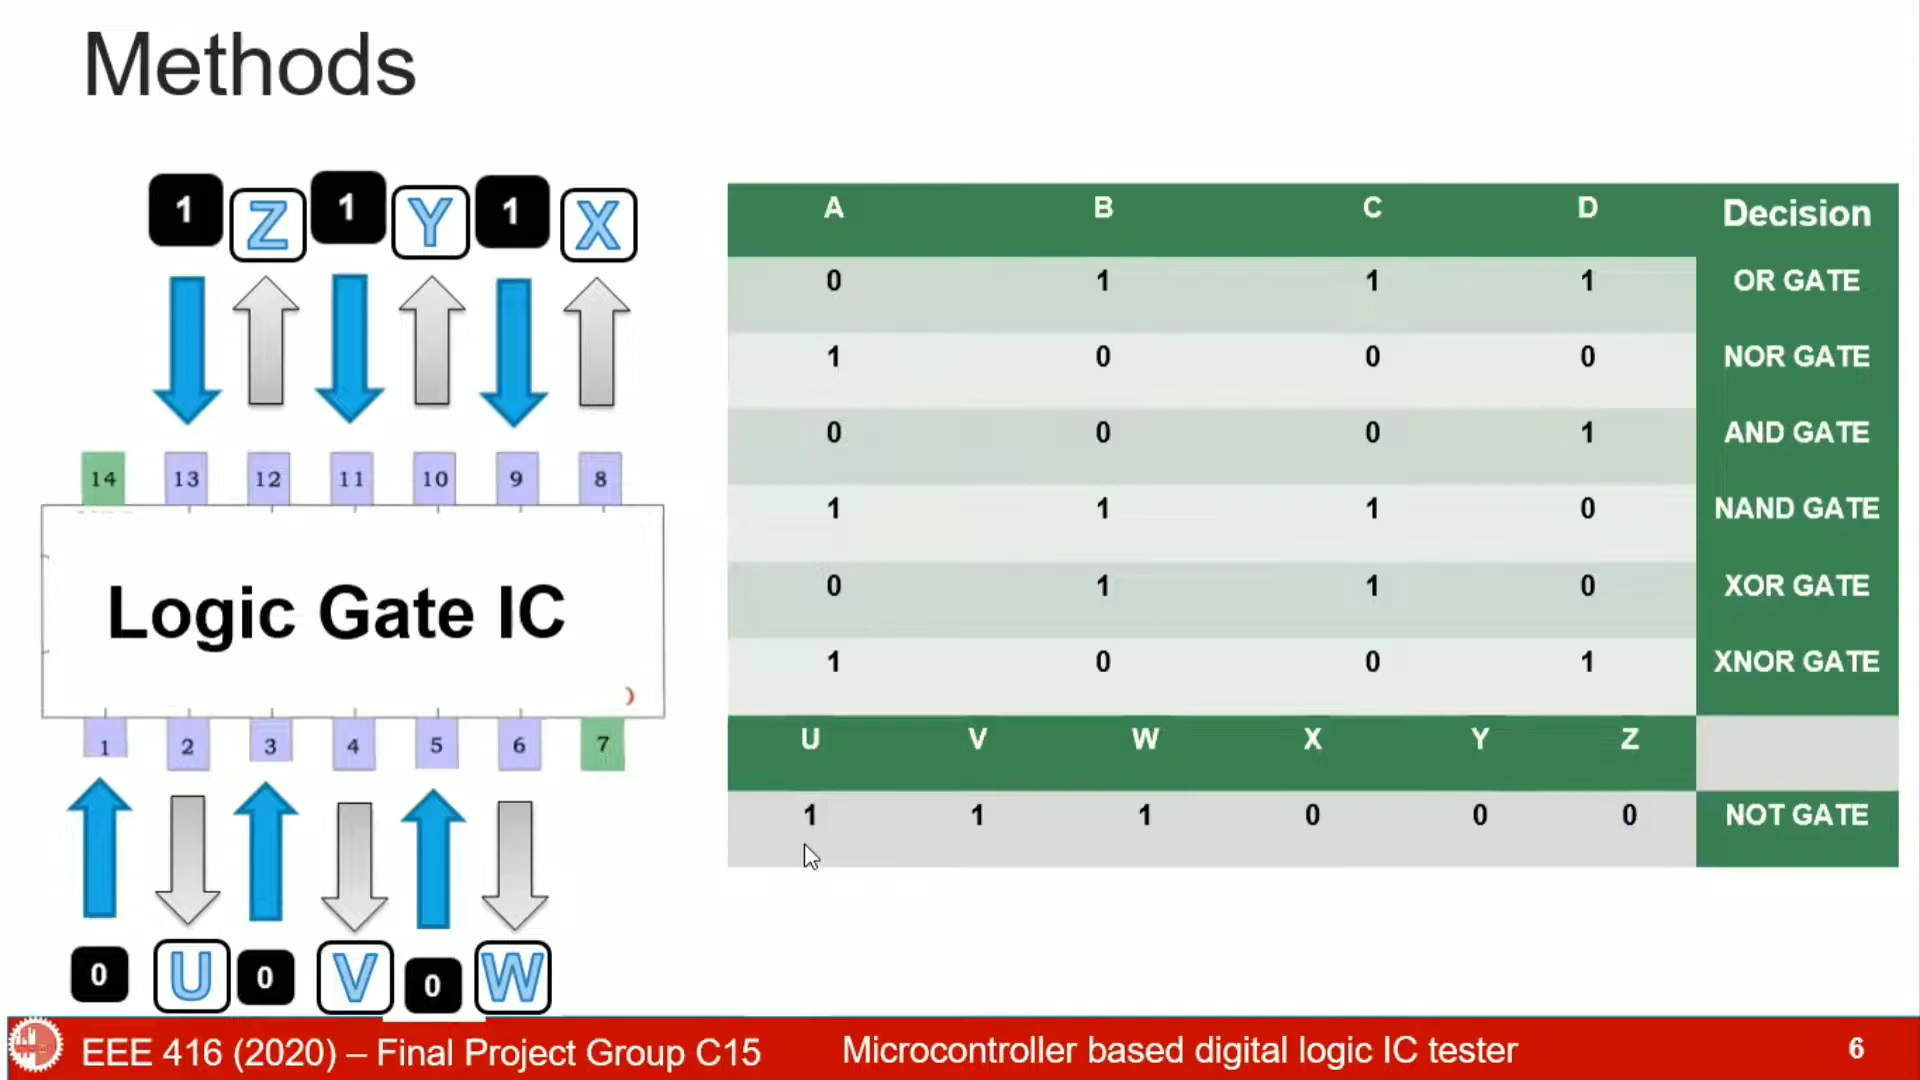 Methods
1 Z 1 Y 1 X
14 13 12 11 10 9 8
Logic Gate IC
)
1 2 3 4 5 6 7
0 U 0 V 0 W
A B C D Decision
0 1 1 1 OR GATE
1 0 0 0 NOR GATE
0 0 0 1 AND GATE
1 1 1 0 NAND GATE
0 1 1 0 XOR GATE
1 0 0 1 XNOR GATE
U V W X Y Z
1 1 1 0 0 0 NOT GATE
EEE 416 (2020) – Final Project Group C15 Microcontroller based digital logic IC tester 6